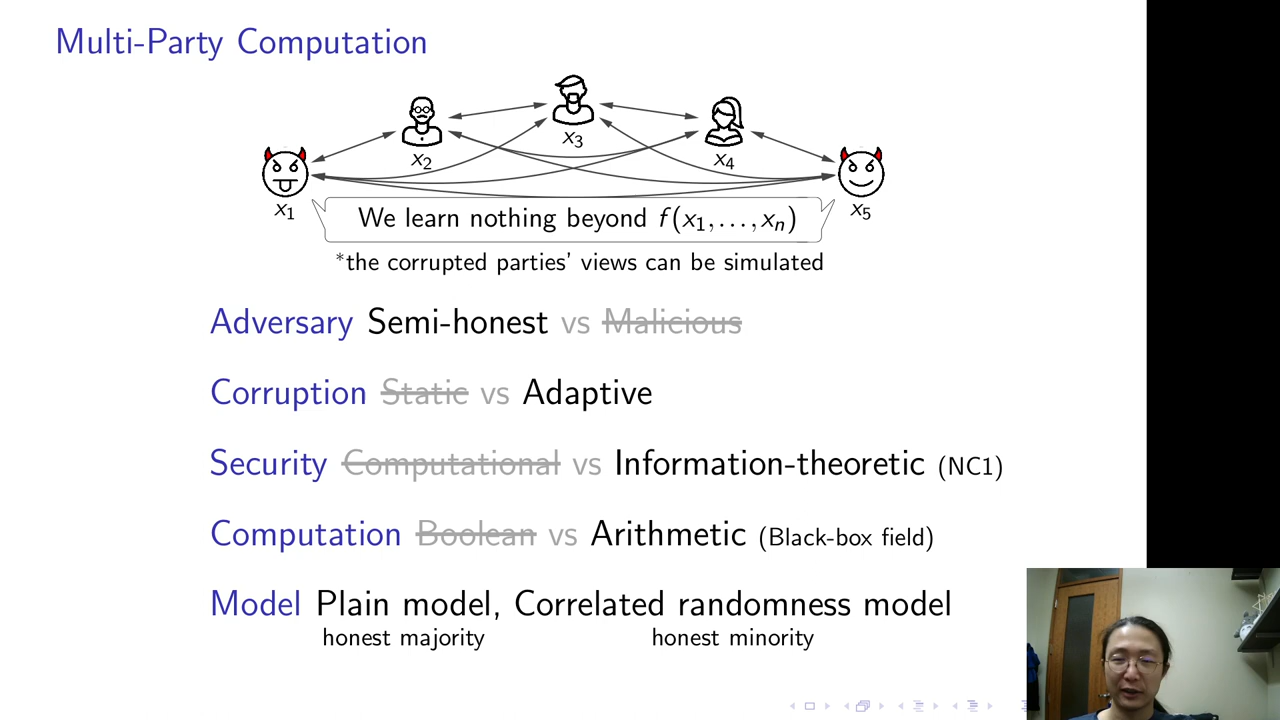 Multi-Party Computation
x₁
x₂
x₃
x₄
x₅
We learn nothing beyond f(x₁,...,xₙ)
*the corrupted parties' views can be simulated
Adversary Semi-honest vs Malicious
Corruption Static vs Adaptive
Security Computational vs Information-theoretic (NC1)
Computation Boolean vs Arithmetic (Black-box field)
Model Plain model, Correlated randomness model
honest majority
honest minority